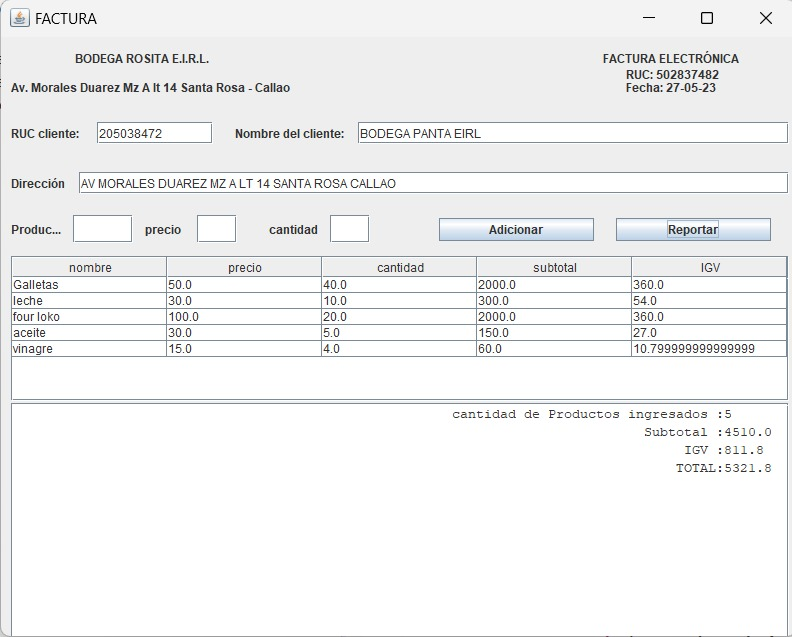 FACTURA
BODEGA ROSITA E.I.R.L.
FACTURA ELECTRÓNICA
RUC: 502837482
Av. Morales Duarez Mz A lt 14 Santa Rosa - Callao
Fecha: 27-05-23
RUC cliente: 205038472 Nombre del cliente: BODEGA PANTA EIRL
Dirección AV MORALES DUAREZ MZ A LT 14 SANTA ROSA CALLAO
Produc... precio cantidad Adicionar Reportar
nombre precio cantidad subtotal IGV
Galletas 50.0 40.0 2000.0 360.0
leche 30.0 10.0 300.0 54.0
four loko 100.0 20.0 2000.0 360.0
aceite 30.0 5.0 150.0 27.0
vinagre 15.0 4.0 60.0 10.799999999999999
cantidad de Productos ingresados :5
Subtotal :4510.0
IGV :811.8
TOTAL:5321.8